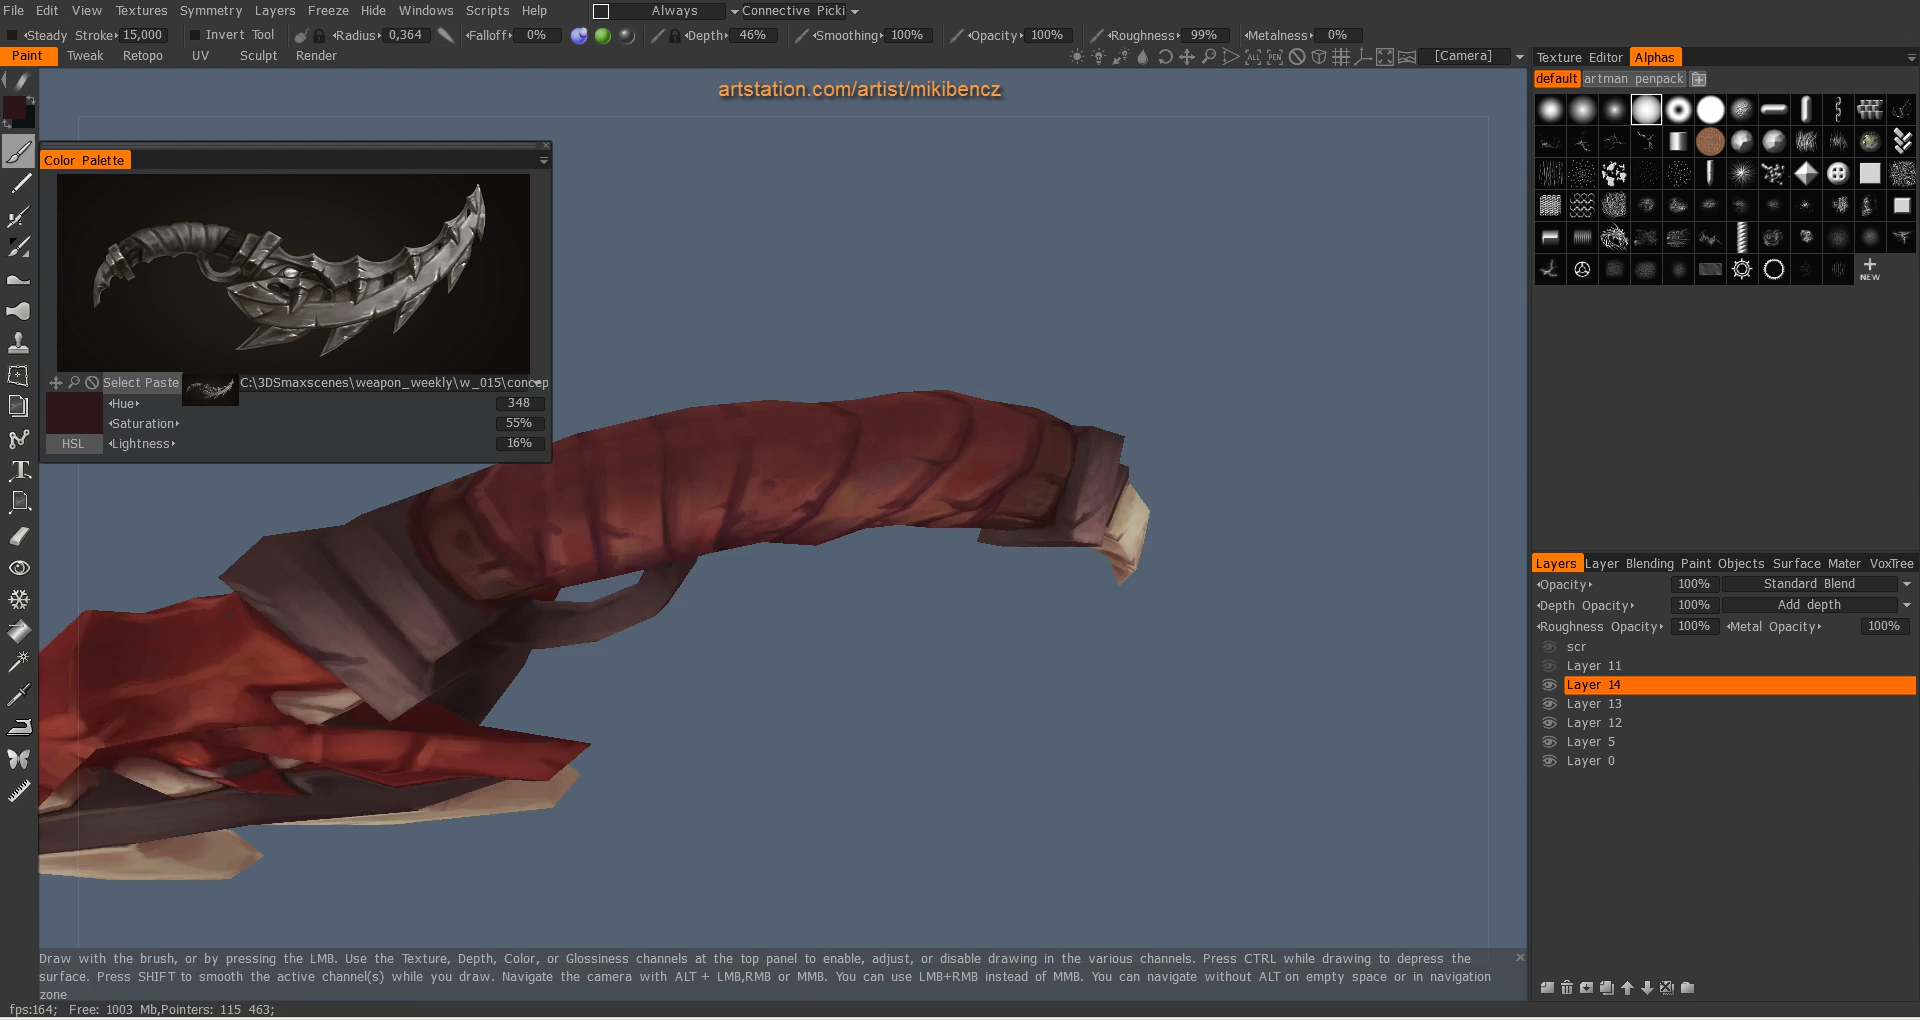 File Edit View Textures Symmetry Layers Freeze Hide Windows Scripts Help Always Connective Picki
Steady Stroke 15,000 Invert Tool Radius 0,364 Falloff 0% Depth 46% Smoothing 100% Opacity 100% Roughness 99% Metalness 0%
Paint Tweak Retopo UV Sculpt Render ALL PEN [Camera]
Texture Editor Alphas
default artman penpack
artstation.com/artist/mikibencz
Color Palette
Select Paste C:\3DSmaxscenes\weapon_weekly\w_015\concep
Hue 348
Saturation 55%
HSL Lightness 16%
NEW
Layers Layer Blending Paint Objects Surface Mater VoxTree
Opacity 100% Standard Blend
Depth Opacity 100% Add depth
Roughness Opacity 100% Metal Opacity 100%
scr
Layer 11
Layer 14
Layer 13
Layer 12
Layer 5
Layer 0
Draw with the brush, or by pressing the LMB. Use the Texture, Depth, Color, or Glossiness channels at the top panel to enable, adjust, or disable drawing in the various channels. Press CTRL while drawing to depress the
surface. Press SHIFT to smooth the active channel(s) while you draw. Navigate the camera with ALT + LMB,RMB or MMB. You can use LMB+RMB instead of MMB. You can navigate without ALT on empty space or in navigation
zone
fps:164; Free: 1003 Mb,Pointers: 115 463;